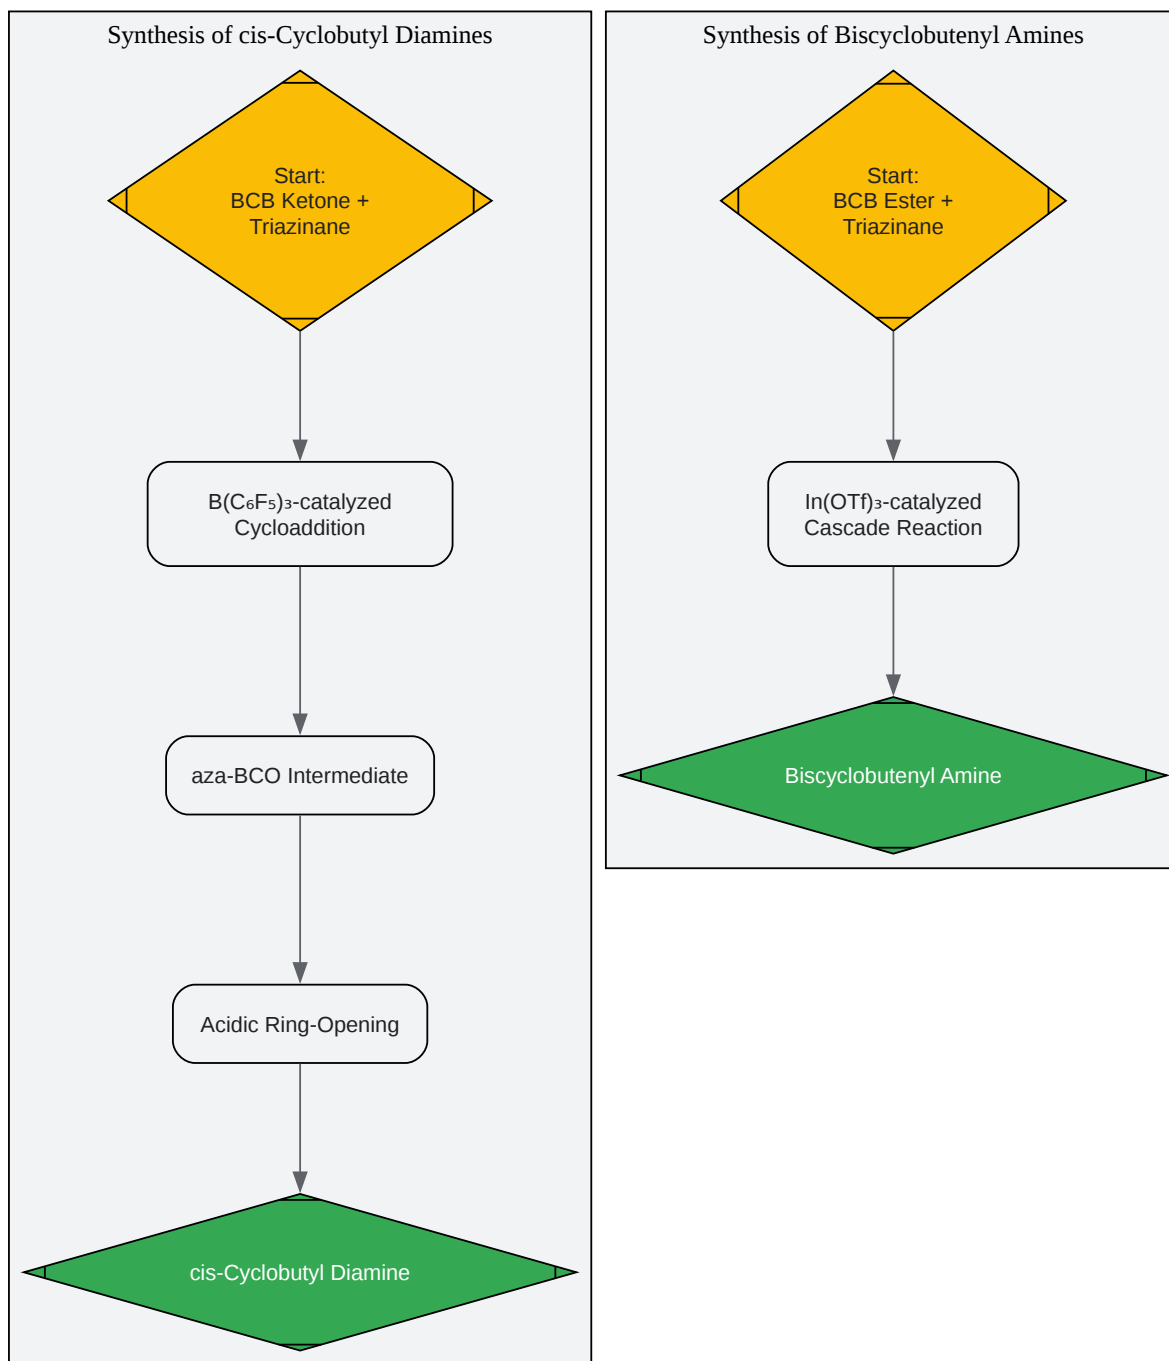 Synthesis of cis-Cyclobutyl Diamines
Start:
BCB Ketone +
Triazinane
B(C₆F₅)₃-catalyzed
Cycloaddition
aza-BCO Intermediate
Acidic Ring-Opening
cis-Cyclobutyl Diamine
Synthesis of Biscyclobutenyl Amines
Start:
BCB Ester +
Triazinane
In(OTf)₃-catalyzed
Cascade Reaction
Biscyclobutenyl Amine